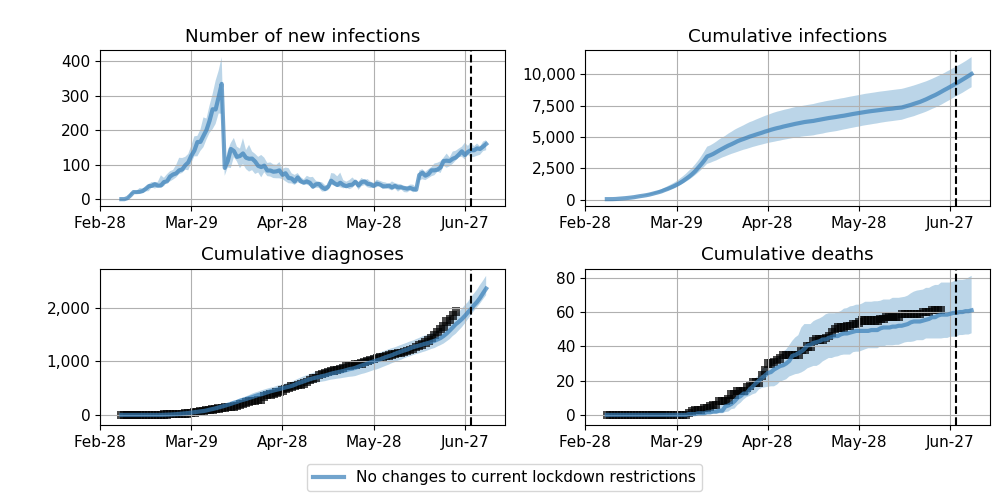 Number of new infections
400
300
200
100
0
Feb-28 Mar-29 Apr-28 May-28 Jun-27
Cumulative infections
10,000
7,500
5,000
2,500
0
Feb-28 Mar-29 Apr-28 May-28 Jun-27
Cumulative diagnoses
2,000
1,000
0
Feb-28 Mar-29 Apr-28 May-28 Jun-27
Cumulative deaths
80
60
40
20
0
Feb-28 Mar-29 Apr-28 May-28 Jun-27
No changes to current lockdown restrictions